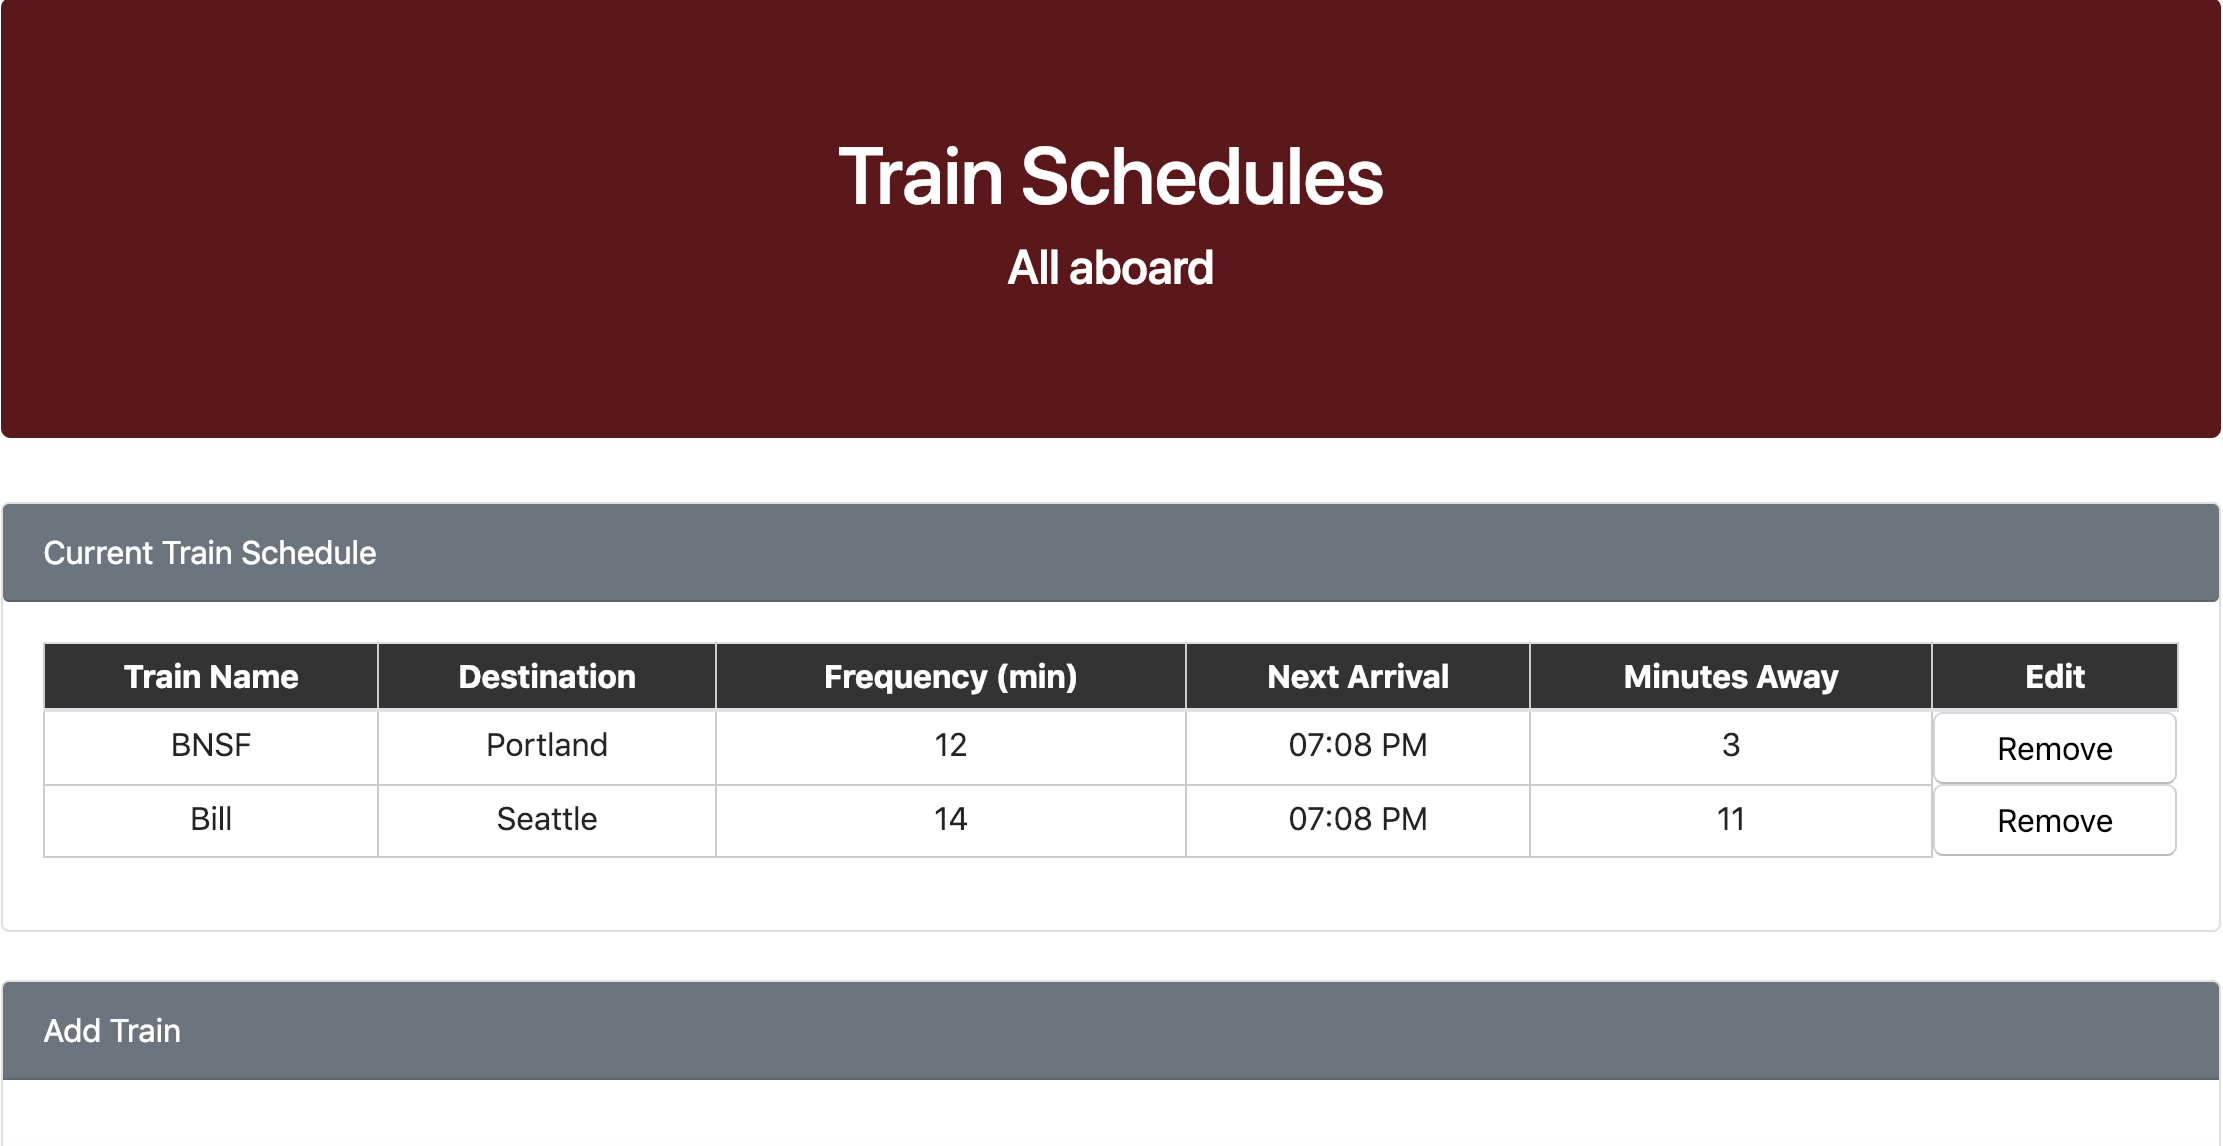 Train Schedules
All aboard
Current Train Schedule
Train Name Destination Frequency (min) Next Arrival Minutes Away Edit
BNSF Portland 12 07:08 PM 3 Remove
Bill Seattle 14 07:08 PM 11 Remove
Add Train